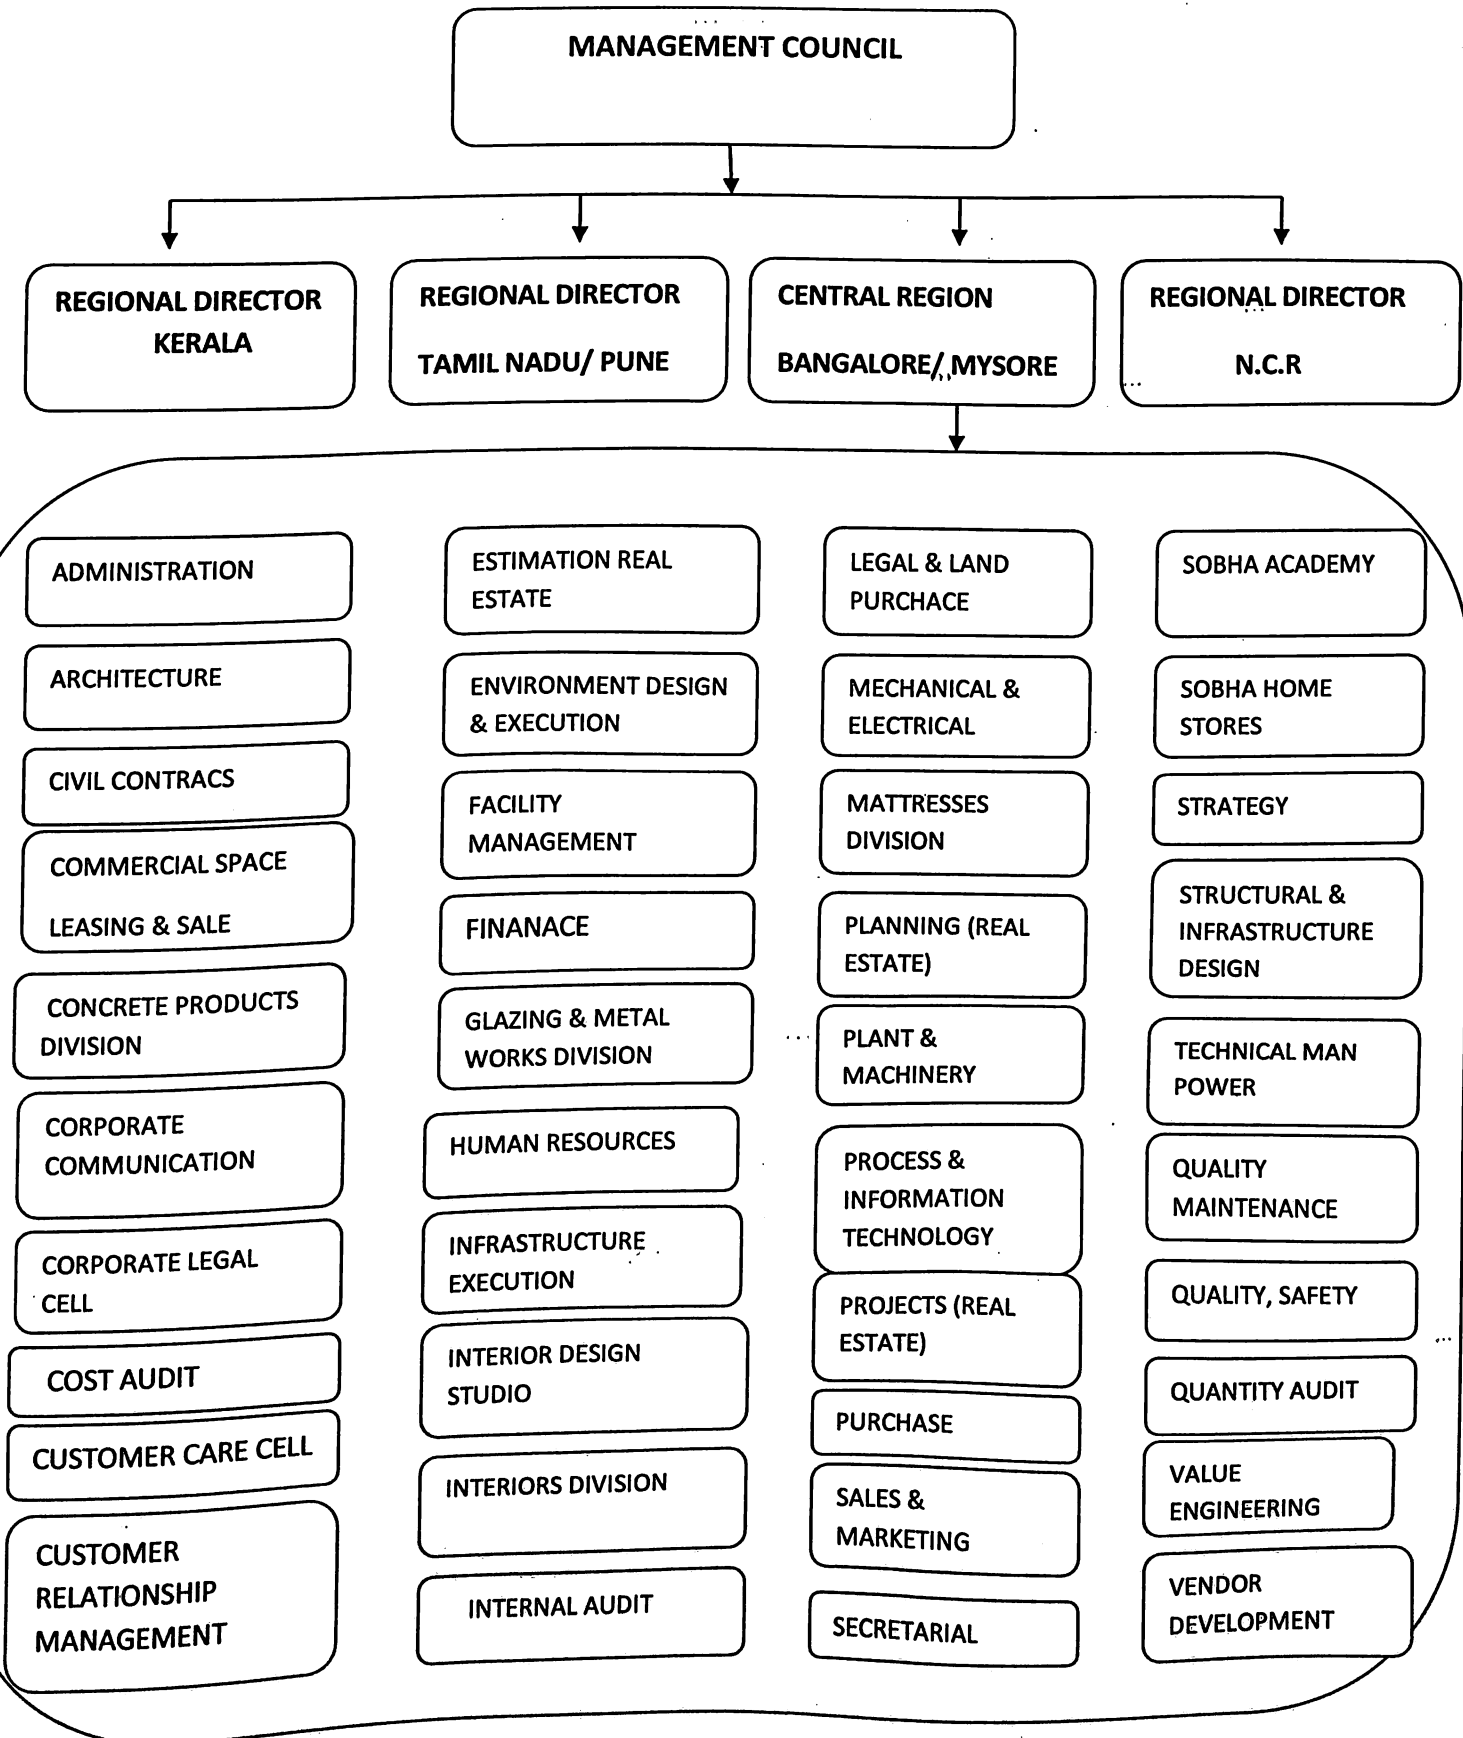 MANAGEMENT COUNCIL
REGIONAL DIRECTOR
KERALA
REGIONAL DIRECTOR
TAMIL NADU/ PUNE
CENTRAL REGION
BANGALORE/ MYSORE
REGIONAL DIRECTOR
N.C.R
ADMINISTRATION
ARCHITECTURE
CIVIL CONTRACS
COMMERCIAL SPACE
LEASING & SALE
CONCRETE PRODUCTS
DIVISION
CORPORATE
COMMUNICATION
CORPORATE LEGAL
CELL
COST AUDIT
CUSTOMER CARE CELL
CUSTOMER
RELATIONSHIP
MANAGEMENT
ESTIMATION REAL
ESTATE
ENVIRONMENT DESIGN
& EXECUTION
FACILITY
MANAGEMENT
FINANACE
GLAZING & METAL
WORKS DIVISION
HUMAN RESOURCES
INFRASTRUCTURE
EXECUTION
INTERIOR DESIGN
STUDIO
INTERIORS DIVISION
INTERNAL AUDIT
LEGAL & LAND
PURCHACE
MECHANICAL &
ELECTRICAL
MATTRESSES
DIVISION
PLANNING (REAL
ESTATE)
PLANT &
MACHINERY
PROCESS &
INFORMATION
TECHNOLOGY
PROJECTS (REAL
ESTATE)
PURCHASE
SALES &
MARKETING
SECRETARIAL
SOBHA ACADEMY
SOBHA HOME
STORES
STRATEGY
STRUCTURAL &
INFRASTRUCTURE
DESIGN
TECHNICAL MAN
POWER
QUALITY
MAINTENANCE
QUALITY, SAFETY
QUANTITY AUDIT
VALUE
ENGINEERING
VENDOR
DEVELOPMENT